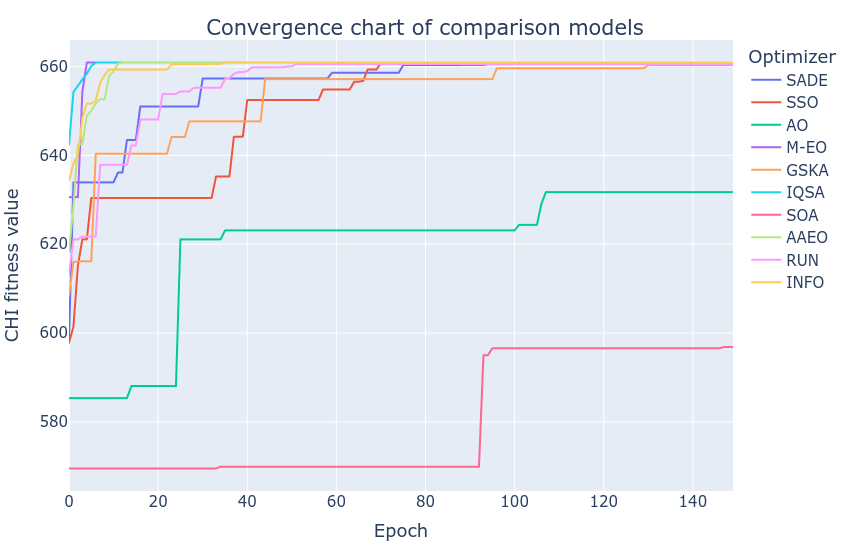 Convergence chart of comparison models
CHI fitness value
660
640
620
600
580
0 20 40 60 80 100 120 140
Epoch
Optimizer
SADE
SSO
AO
M-EO
GSKA
IQSA
SOA
AAEO
RUN
INFO